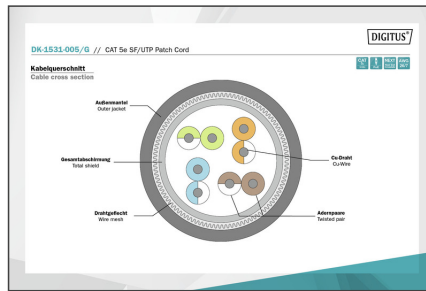 DIGITUS®
DK-1531-005/G // CAT 5e SF/UTP Patch Cord
Kabelquerschnitt
Cable cross section
Außenmantel
Outer jacket
Gesamtabschirmung
Total shield
Drahtgeflecht
Wire mesh
Cu-Draht
Cu-Wire
Adernpaare
Twisted pair